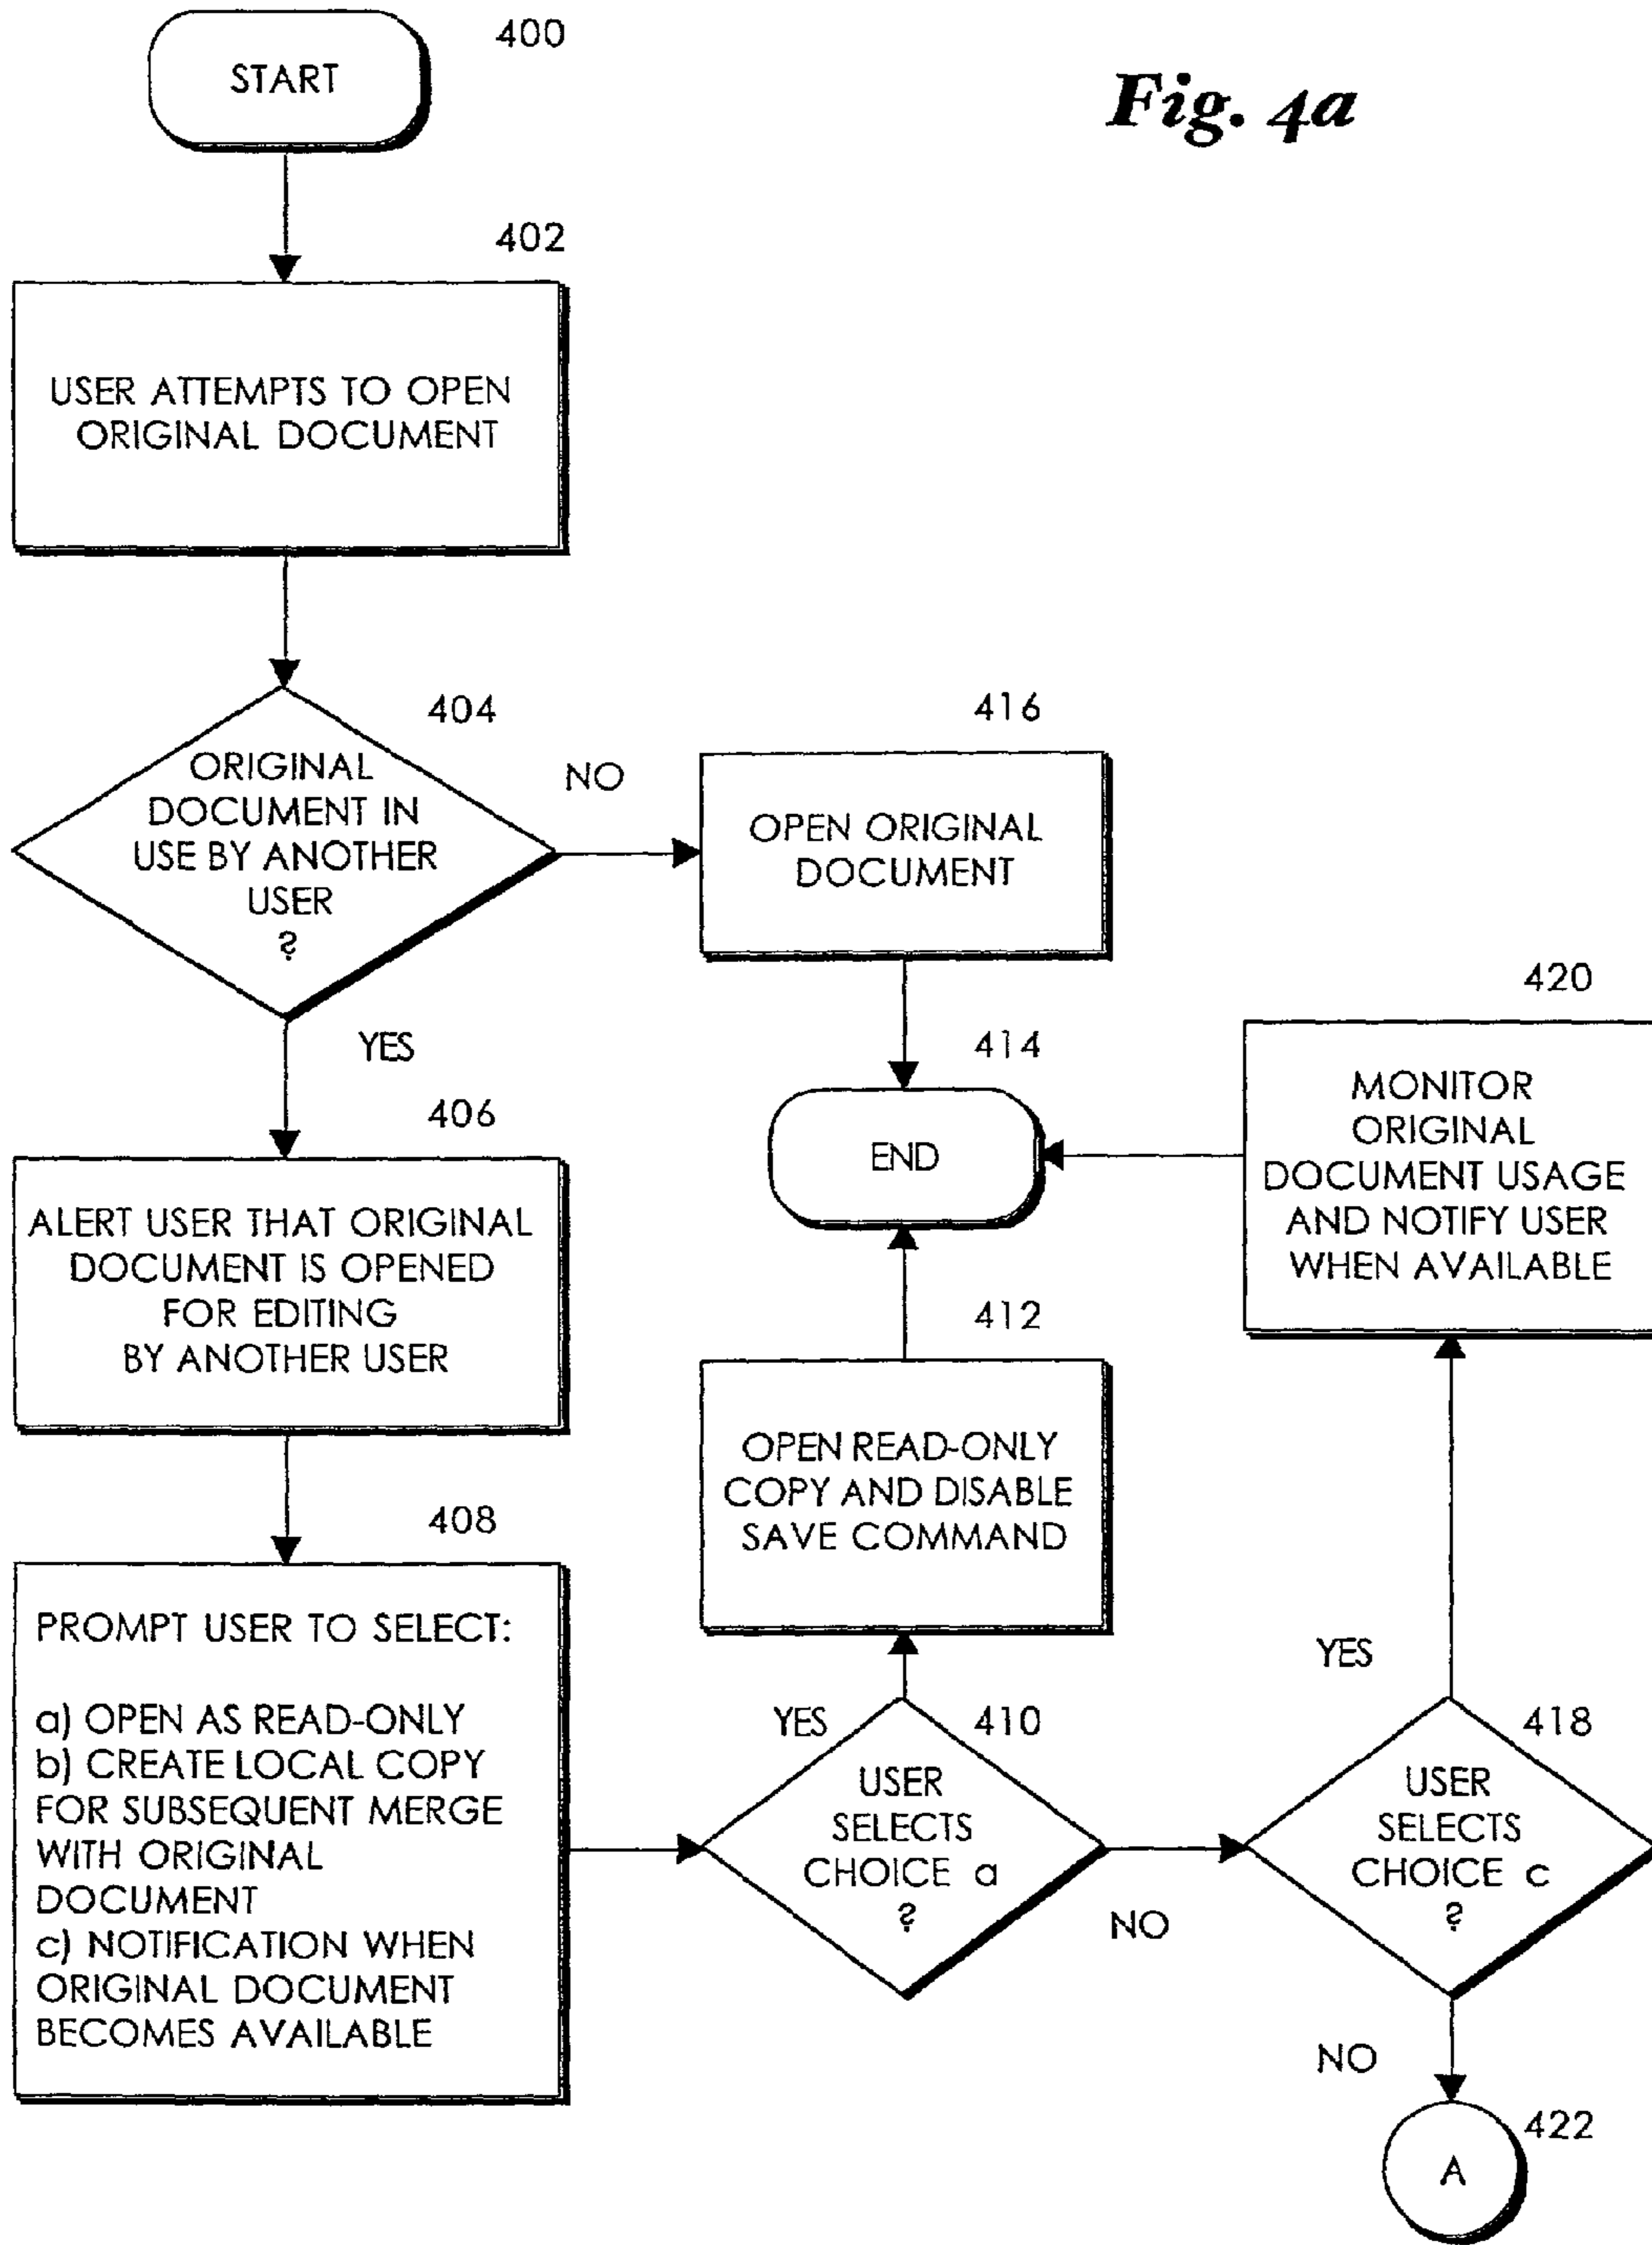 400
START
Fig. 4a
402
USER ATTEMPTS TO OPEN
ORIGINAL DOCUMENT
404
ORIGINAL
DOCUMENT IN
USE BY ANOTHER
USER
?
NO
YES
416
OPEN ORIGINAL
DOCUMENT
414
END
420
MONITOR
ORIGINAL
DOCUMENT USAGE
AND NOTIFY USER
WHEN AVAILABLE
406
ALERT USER THAT ORIGINAL
DOCUMENT IS OPENED
FOR EDITING
BY ANOTHER USER
412
OPEN READ-ONLY
COPY AND DISABLE
SAVE COMMAND
408
PROMPT USER TO SELECT:
a) OPEN AS READ-ONLY
b) CREATE LOCAL COPY
FOR SUBSEQUENT MERGE
WITH ORIGINAL
DOCUMENT
c) NOTIFICATION WHEN
ORIGINAL DOCUMENT
BECOMES AVAILABLE
YES
410
USER
SELECTS
CHOICE a
?
NO
YES
418
USER
SELECTS
CHOICE c
?
NO
422
A